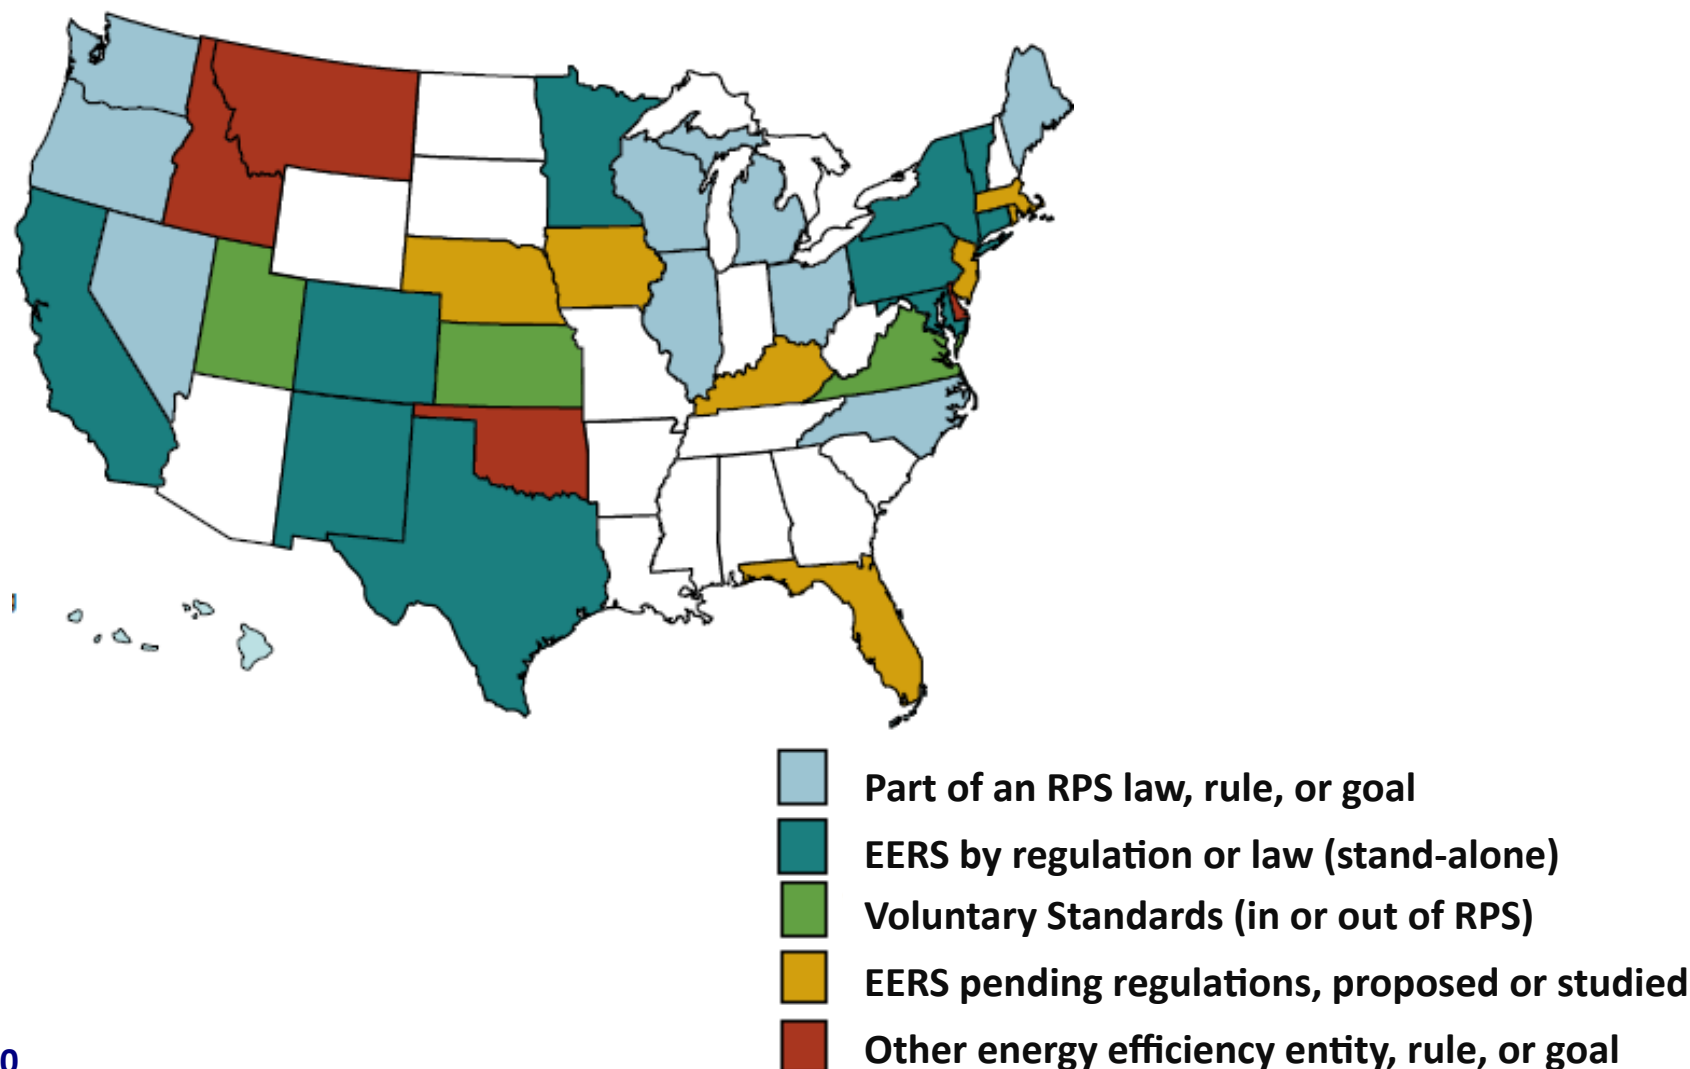 Part of an RPS law, rule, or goal
EERS by regulation or law (stand-alone)
Voluntary Standards (in or out of RPS)
EERS pending regulations, proposed or studied
Other energy efficiency entity, rule, or goal
0